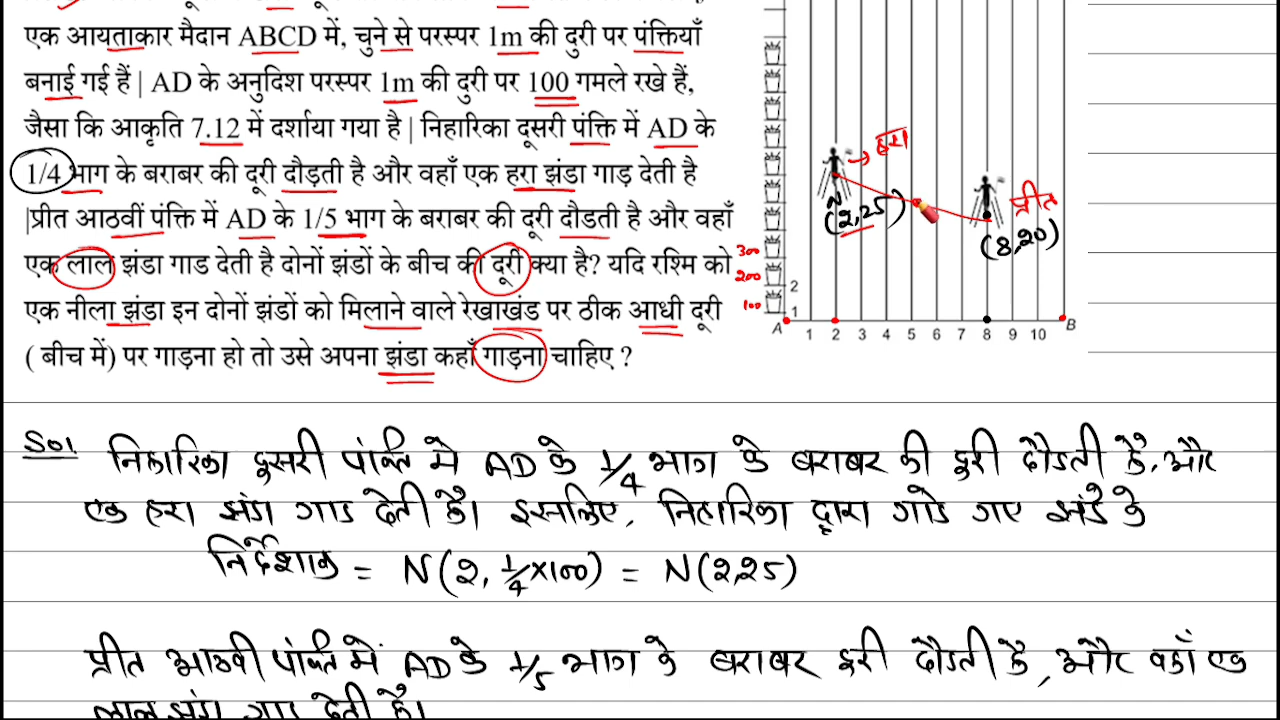 एक आयताकार मैदान ABCD में, चुने से परस्पर 1m की दुरी पर पंक्तियाँ
बनाई गई हैं | AD के अनुदिश परस्पर 1m की दुरी पर 100 गमले रखे हैं,
जैसा कि आकृति 7.12 में दर्शाया गया है | निहारिका दूसरी पंक्ति में AD के
1/4 भाग के बराबर की दूरी दौड़ती है और वहाँ एक हरा झंडा गाड़ देती है
|प्रीत आठवीं पंक्ति में AD के 1/5 भाग के बराबर की दूरी दौडती है और वहाँ
एक लाल झंडा गाड देती है दोनों झंडों के बीच की दूरी क्या है? यदि रश्मि को
एक नीला झंडा इन दोनों झंडों को मिलाने वाले रेखाखंड पर ठीक आधी दूरी
( बीच में) पर गाड़ना हो तो उसे अपना झंडा कहाँ गाड़ना चाहिए ?
हरा
N
(2,25)
प्रीत
(8,20)
300
200
100
2
1
A
B
1 2 3 4 5 6 7 8 9 10
Sol निहारिका दूसरी पंक्ति में AD के 1/4 भाग के बराबर की दूरी दौडती है, और
एक हरा झंडा गाड देती है। इसलिए, निहारिका द्वारा गाडे गए झंडे के
निर्देशांक = N(2, 1/4×100) = N(2,25)
प्रीत आठवी पंक्ति में AD के 1/5 भाग के बराबर दूरी दौडती है, और वहाँ एक
लाल झंडा गाड देती है।